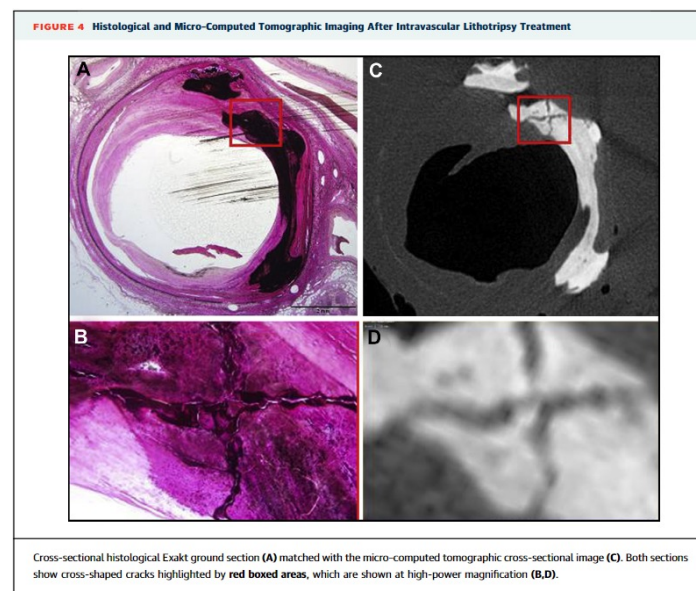 FIGURE 4 Histological and Micro-Computed Tomographic Imaging After Intravascular Lithotripsy Treatment
A
C
B
D
Cross-sectional histological Exakt ground section (A) matched with the micro-computed tomographic cross-sectional image (C). Both sections
show cross-shaped cracks highlighted by red boxed areas, which are shown at high-power magnification (B,D).